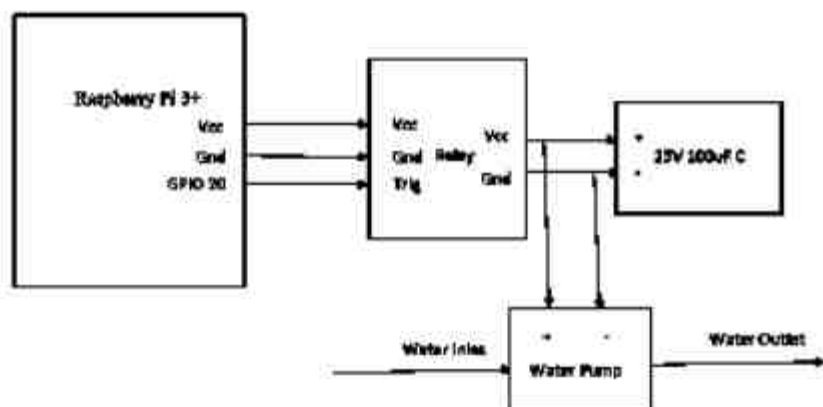 Raspberry Pi 3+
Vcc
Gnd
GPIO 20
Vcc
Gnd
Trig
Relay
Vcc
Gnd
+
-
25V 100uF C
+ -
Water Pump
Water Inlet
Water Outlet